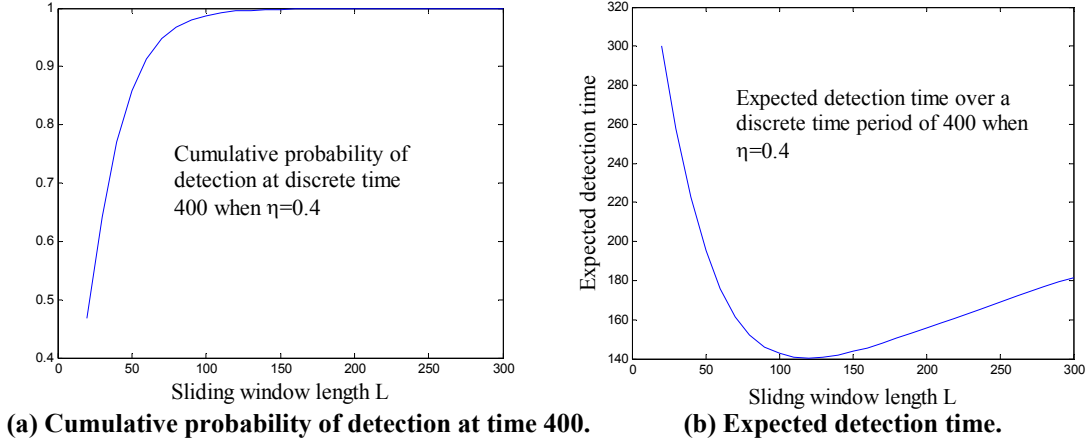 1
0.9
0.8
0.7
0.6
0.5
0.4
0
50
100
150
200
250
300
Cumulative probability of
detection at discrete time
400 when η=0.4
Sliding window length L
(a) Cumulative probability of detection at time 400.
320
300
280
260
240
220
200
180
160
140
0
50
100
150
200
250
300
Expected detection time
Expected detection time over a
discrete time period of 400 when
η=0.4
Slidng window length L
(b) Expected detection time.